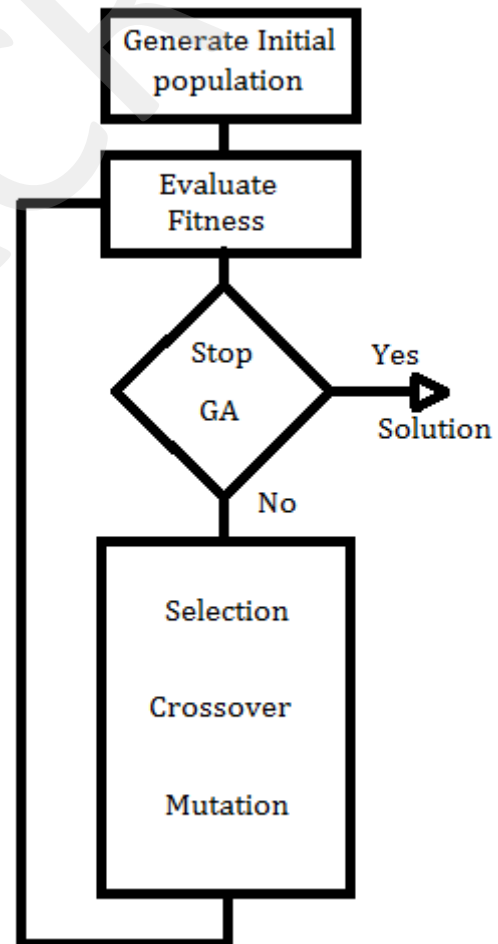 Generate Initial
population
Evaluate
Fitness
Stop
GA
Yes
Solution
No
Selection
Crossover
Mutation